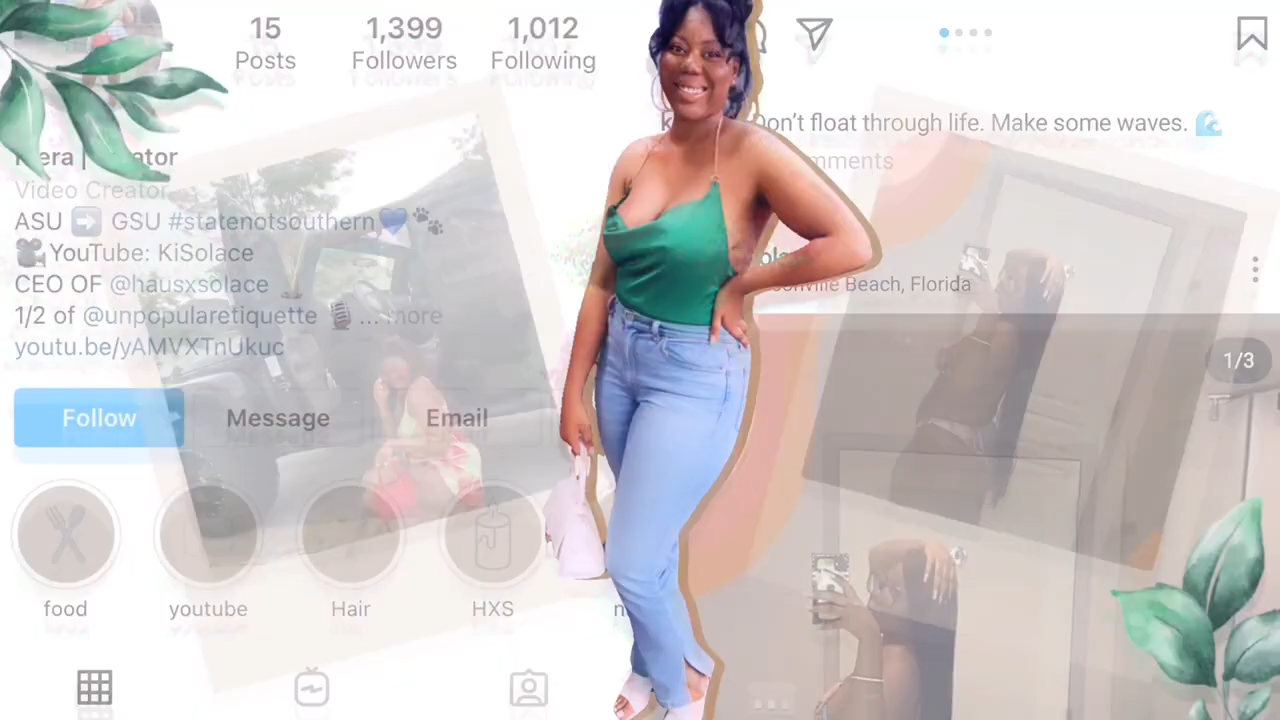 15
Posts
1,399
Followers
1,012
Following
Video Creator
ASU ➡️ GSU #statenotsouthern💙🐾
🎥YouTube: KiSolace
CEO OF @hausxsolace
1/2 of @unpopularetiquette 🎙️ ... more
youtu.be/yAMVXTnUkuc
Follow
Message
Email
food
youtube
Hair
HXS
Don't float through life. Make some waves. 🌊
Beach, Florida
1/3